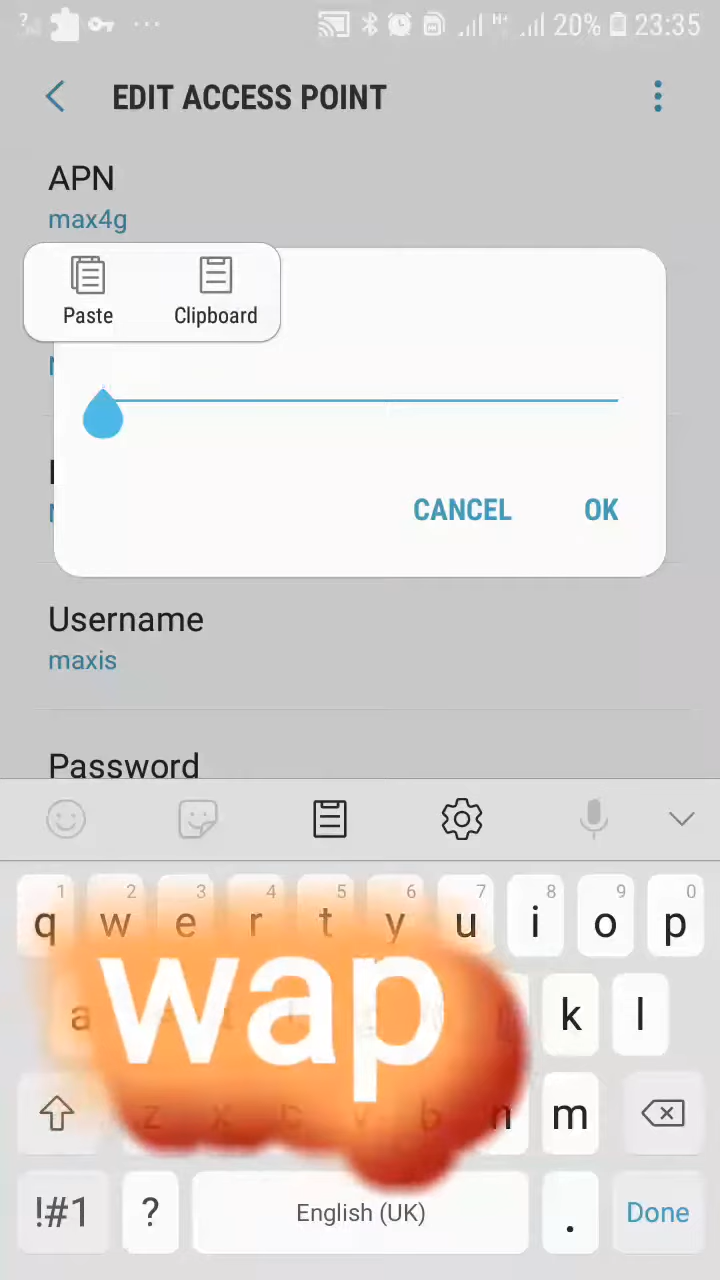 ? H+ 20% 23:35
EDIT ACCESS POINT
APN
max4g
Paste Clipboard
CANCEL OK
Username
maxis
Password
1 2 3 4 5 6 7 8 9 0
q w e r t y u i o p
wap
a k l
z x c v b n m
!#1 ? English (UK) . Done